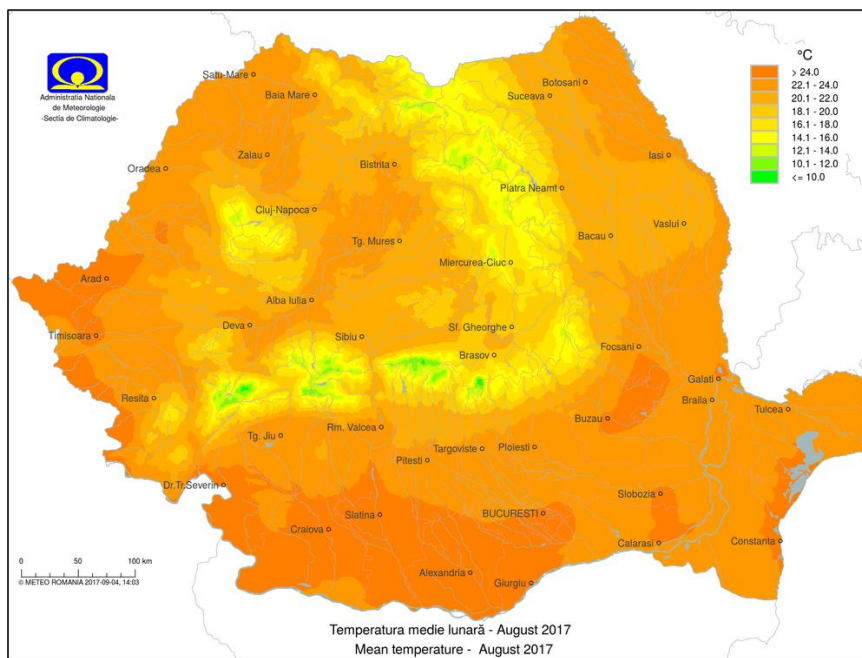 °C
> 24.0
22.1 - 24.0
20.1 - 22.0
18.1 - 20.0
16.1 - 18.0
14.1 - 16.0
12.1 - 14.0
10.1 - 12.0
<= 10.0
Administratia Nationala
de Meteorologie
-Sectia de Climatologie-
Satu-Mare
Baia Mare
Botosani
Suceava
Zalau
Oradea
Bistrita
Iasi
Piatra Neamt
Cluj-Napoca
Vaslui
Tg. Mures
Bacau
Miercurea-Ciuc
Arad
Alba Iulia
Deva
Sf. Gheorghe
Timisoara
Sibiu
Brasov
Focsani
Galati
Resita
Braila
Tulcea
Rm. Valcea
Buzau
Tg. Jiu
Targoviste
Ploiesti
Pitesti
Dr.Tr.Severin
Slobozia
Slatina
BUCURESTI
Craiova
Calarasi
Constanta
Alexandria
Giurgiu
0 50 100 km
© METEO ROMANIA 2017-09-04, 14:03
Temperatura medie lunară - August 2017
Mean temperature - August 2017